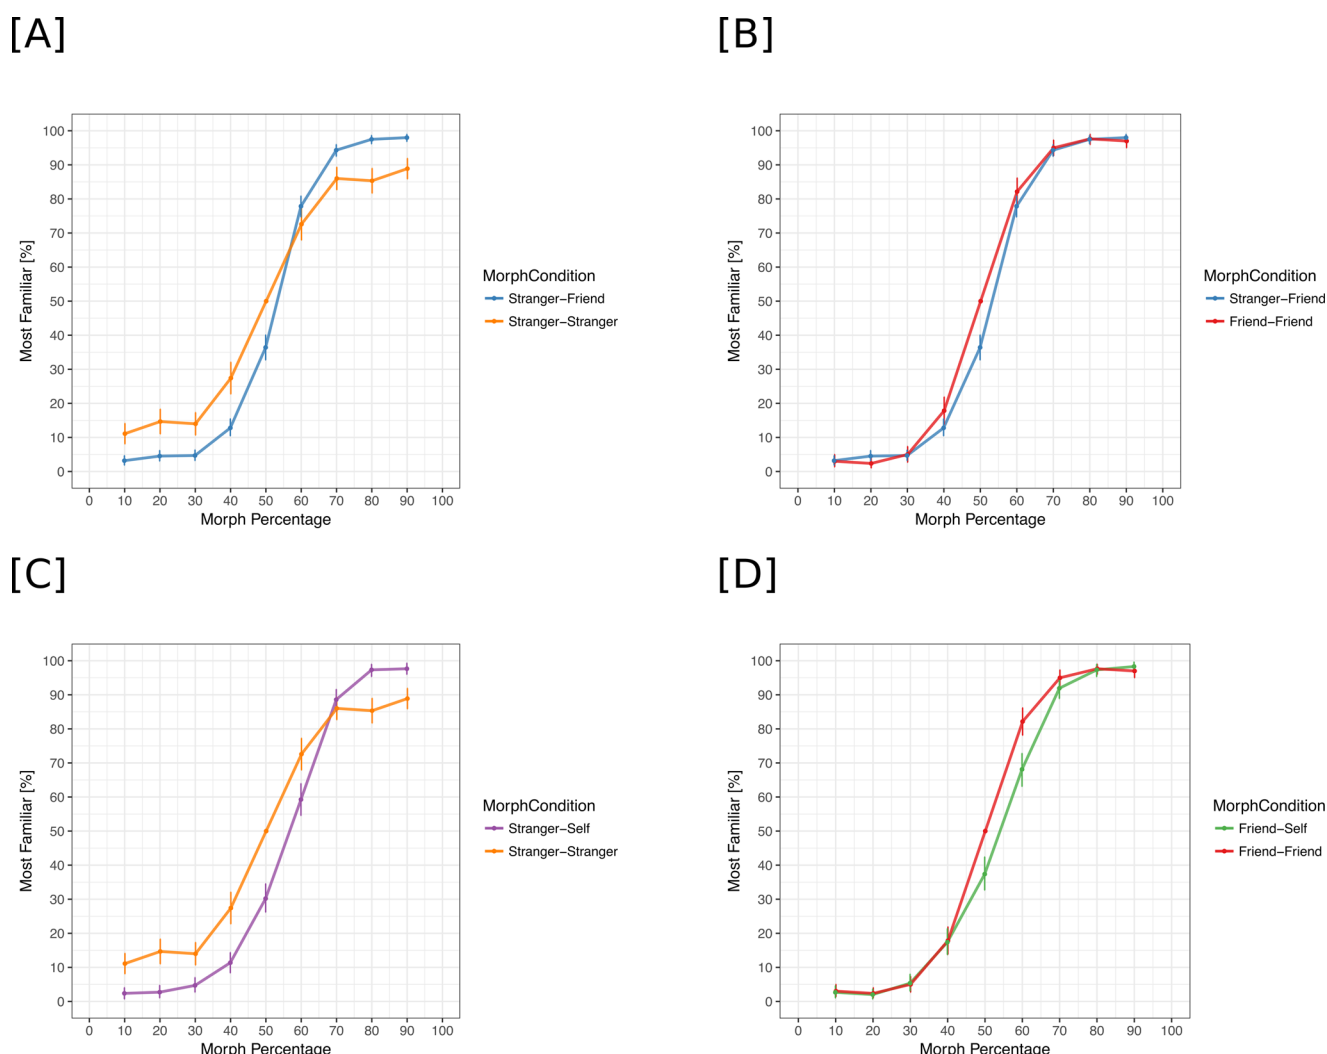 [A]
100
90
80
70
60
50
40
30
20
10
0
Most Familiar [%]
0 10 20 30 40 50 60 70 80 90 100
Morph Percentage
MorphCondition
Stranger−Friend
Stranger−Stranger
[B]
100
90
80
70
60
50
40
30
20
10
0
Most Familiar [%]
0 10 20 30 40 50 60 70 80 90 100
Morph Percentage
MorphCondition
Stranger−Friend
Friend−Friend
[C]
100
90
80
70
60
50
40
30
20
10
0
Most Familiar [%]
0 10 20 30 40 50 60 70 80 90 100
Morph Percentage
MorphCondition
Stranger−Self
Stranger−Stranger
[D]
100
90
80
70
60
50
40
30
20
10
0
Most Familiar [%]
0 10 20 30 40 50 60 70 80 90 100
Morph Percentage
MorphCondition
Friend−Self
Friend−Friend